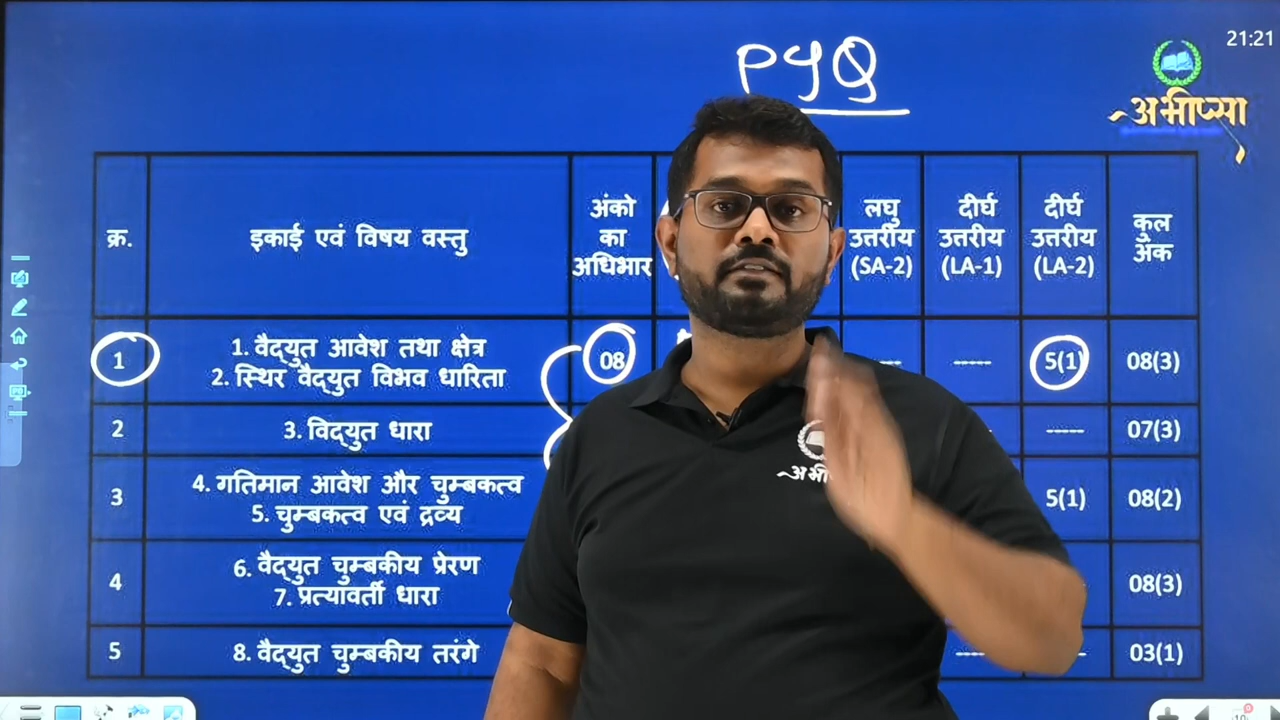 PYQ
21:21
अभीप्सा
क्र.
इकाई एवं विषय वस्तु
अंको
का
अधिभार
लघु
उत्तरीय
(SA-2)
दीर्घ
उत्तरीय
(LA-1)
दीर्घ
उत्तरीय
(LA-2)
कुल
अंक
1
1. वैद्युत आवेश तथा क्षेत्र
2. स्थिर वैद्युत विभव धारिता
08
----
----
5(1)
08(3)
2
3. विद्युत धारा
----
07(3)
3
4. गतिमान आवेश और चुम्बकत्व
5. चुम्बकत्व एवं द्रव्य
5(1)
08(2)
4
6. वैद्युत चुम्बकीय प्रेरण
7. प्रत्यावर्ती धारा
08(3)
5
8. वैद्युत चुम्बकीय तरंगे
03(1)